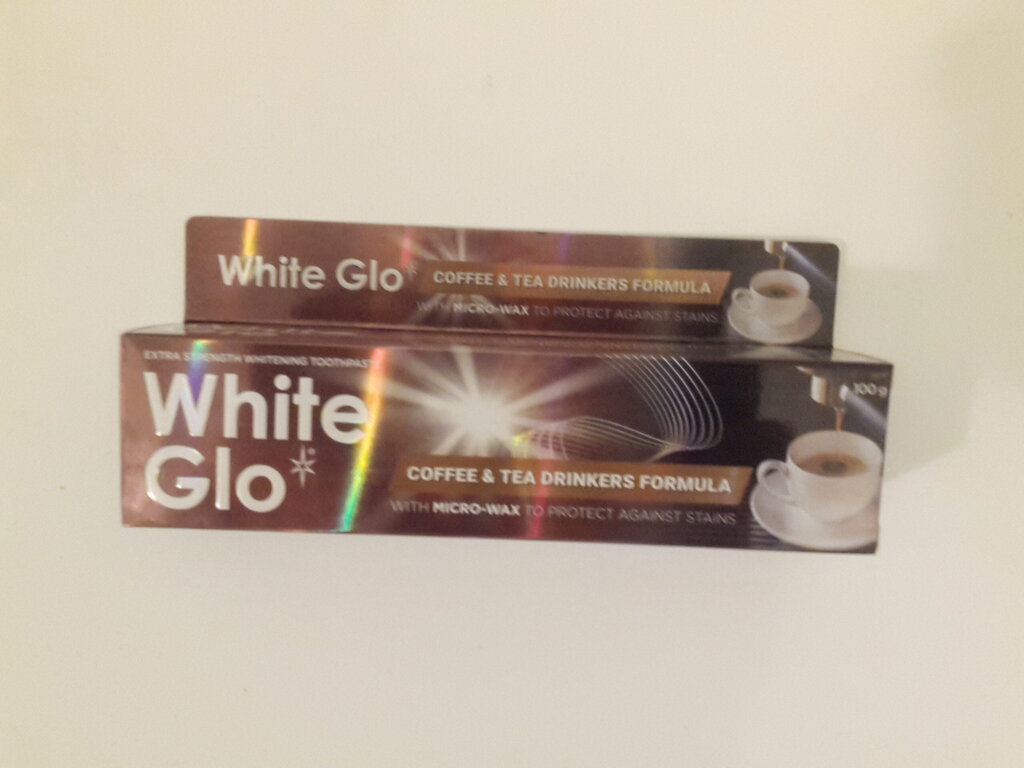 White Glo
COFFEE & TEA DRINKERS FORMULA
WITH MICRO-WAX TO PROTECT AGAINST STAINS
EXTRA STRENGTH WHITENING TOOTHPASTE
White
Glo
100g
COFFEE & TEA DRINKERS FORMULA
WITH MICRO-WAX TO PROTECT AGAINST STAINS